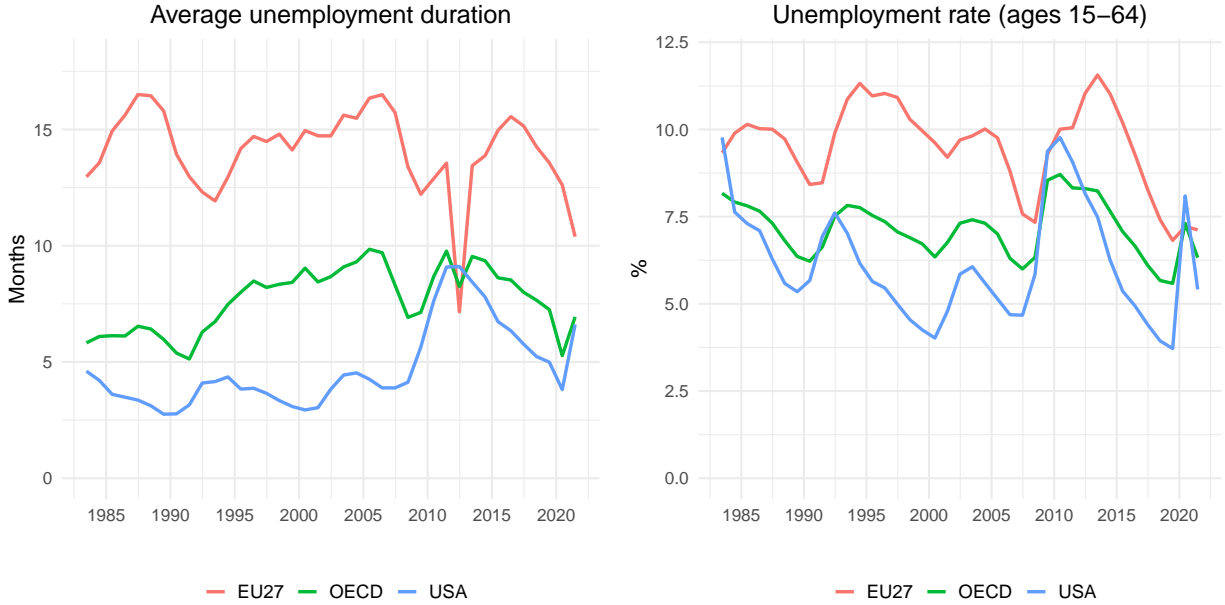 Average unemployment duration
Months
15
10
5
0
1985 1990 1995 2000 2005 2010 2015 2020
EU27 OECD USA
Unemployment rate (ages 15−64)
%
12.5
10.0
7.5
5.0
2.5
0.0
1985 1990 1995 2000 2005 2010 2015 2020
EU27 OECD USA